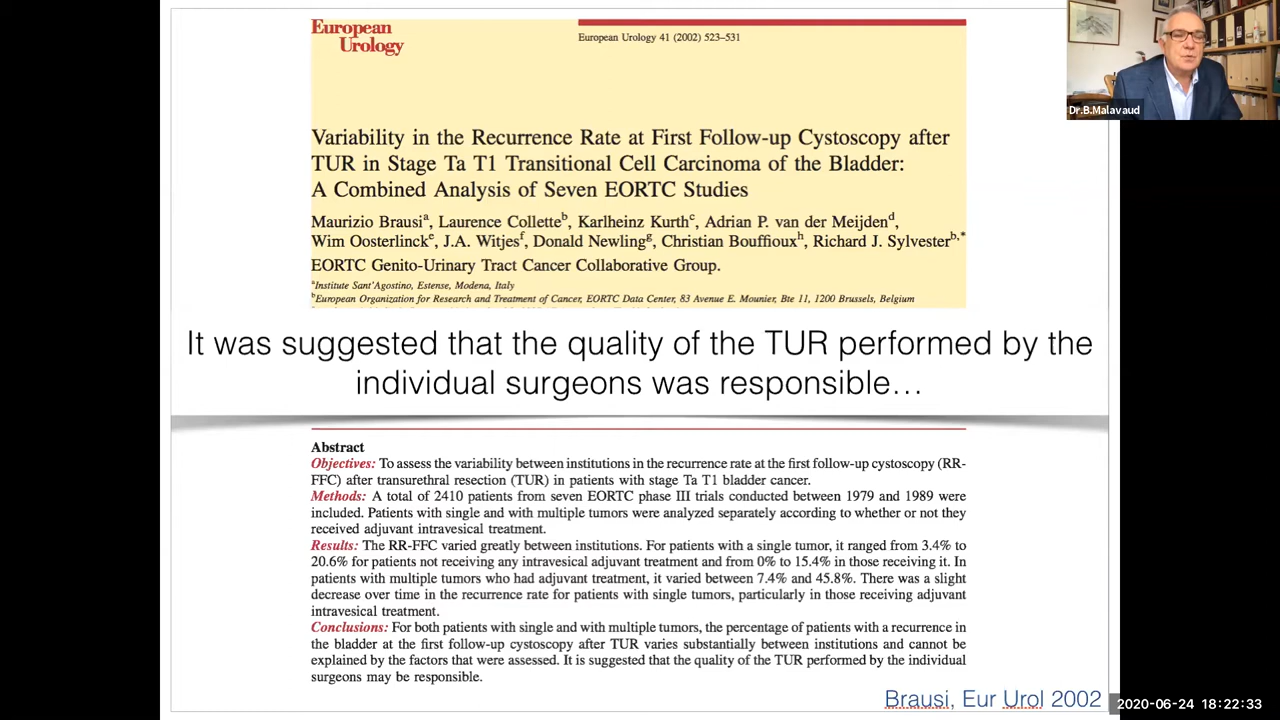 European
Urology
European Urology 41 (2002) 523–531
Variability in the Recurrence Rate at First Follow-up Cystoscopy after
TUR in Stage Ta T1 Transitional Cell Carcinoma of the Bladder:
A Combined Analysis of Seven EORTC Studies
Maurizio Brausiᵃ, Laurence Colletteᵇ, Karlheinz Kurthᶜ, Adrian P. van der Meijdenᵈ,
Wim Oosterlinckᵉ, J.A. Witjesᶠ, Donald Newlingᵍ, Christian Bouffiouxʰ, Richard J. Sylvesterᵇ,*
EORTC Genito-Urinary Tract Cancer Collaborative Group.
ᵃInstitute Sant'Agostino, Estense, Modena, Italy
ᵇEuropean Organization for Research and Treatment of Cancer, EORTC Data Center, 83 Avenue E. Mounier, Bte 11, 1200 Brussels, Belgium
Dr.B.Malavaud
It was suggested that the quality of the TUR performed by the
individual surgeons was responsible…
Abstract
Objectives: To assess the variability between institutions in the recurrence rate at the first follow-up cystoscopy (RR-
FFC) after transurethral resection (TUR) in patients with stage Ta T1 bladder cancer.
Methods: A total of 2410 patients from seven EORTC phase III trials conducted between 1979 and 1989 were
included. Patients with single and with multiple tumors were analyzed separately according to whether or not they
received adjuvant intravesical treatment.
Results: The RR-FFC varied greatly between institutions. For patients with a single tumor, it ranged from 3.4% to
20.6% for patients not receiving any intravesical adjuvant treatment and from 0% to 15.4% in those receiving it. In
patients with multiple tumors who had adjuvant treatment, it varied between 7.4% and 45.8%. There was a slight
decrease over time in the recurrence rate for patients with single tumors, particularly in those receiving adjuvant
intravesical treatment.
Conclusions: For both patients with single and with multiple tumors, the percentage of patients with a recurrence in
the bladder at the first follow-up cystoscopy after TUR varies substantially between institutions and cannot be
explained by the factors that were assessed. It is suggested that the quality of the TUR performed by the individual
surgeons may be responsible.
Brausi, Eur Urol 2002
2020-06-24 18:22:33